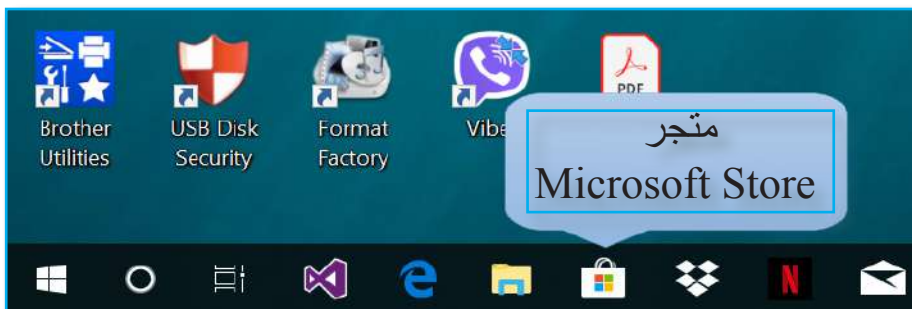 Brother
Utilities
USB Disk
Security
Format
Factory
Vibe
PDF
متجر
Microsoft Store
N